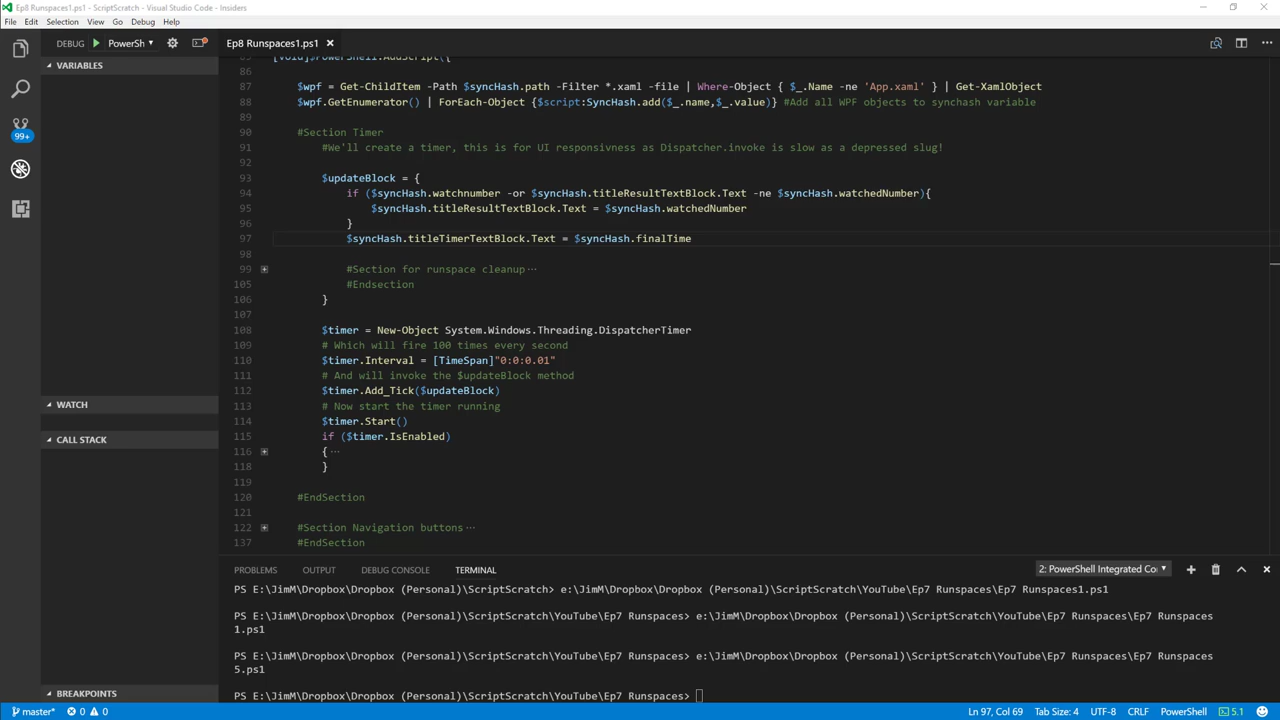 Ep8 Runspaces1.ps1 - ScriptScratch - Visual Studio Code - Insiders
File Edit Selection View Go Debug Help
DEBUG PowerSh
Ep8 Runspaces1.ps1
VARIABLES
99+
WATCH
CALL STACK
BREAKPOINTS
85 [void]$PowerShell.AddScript({
86
87 $wpf = Get-ChildItem -Path $syncHash.path -Filter *.xaml -file | Where-Object { $_.Name -ne 'App.xaml' } | Get-XamlObject
88 $wpf.GetEnumerator() | ForEach-Object {$script:SyncHash.add($_.name,$_.value)} #Add all WPF objects to synchash variable
89
90 #Section Timer
91 #We'll create a timer, this is for UI responsivness as Dispatcher.invoke is slow as a depressed slug!
92
93 $updateBlock = {
94 if ($syncHash.watchnumber -or $syncHash.titleResultTextBlock.Text -ne $syncHash.watchedNumber){
95 $syncHash.titleResultTextBlock.Text = $syncHash.watchedNumber
96 }
97 $syncHash.titleTimerTextBlock.Text = $syncHash.finalTime
98
99 #Section for runspace cleanup ···
105 #Endsection
106 }
107
108 $timer = New-Object System.Windows.Threading.DispatcherTimer
109 # Which will fire 100 times every second
110 $timer.Interval = [TimeSpan]"0:0:0.01"
111 # And will invoke the $updateBlock method
112 $timer.Add_Tick($updateBlock)
113 # Now start the timer running
114 $timer.Start()
115 if ($timer.IsEnabled)
116 { ···
118 }
119
120 #EndSection
121
122 #Section Navigation buttons ···
137 #EndSection
PROBLEMS OUTPUT DEBUG CONSOLE TERMINAL
2: PowerShell Integrated Co
PS E:\JimM\Dropbox\Dropbox (Personal)\ScriptScratch> e:\JimM\Dropbox\Dropbox (Personal)\ScriptScratch\YouTube\Ep7 Runspaces\Ep7 Runspaces1.ps1
PS E:\JimM\Dropbox\Dropbox (Personal)\ScriptScratch\YouTube\Ep7 Runspaces> e:\JimM\Dropbox\Dropbox (Personal)\ScriptScratch\YouTube\Ep7 Runspaces\Ep7 Runspaces
1.ps1
PS E:\JimM\Dropbox\Dropbox (Personal)\ScriptScratch\YouTube\Ep7 Runspaces> e:\JimM\Dropbox\Dropbox (Personal)\ScriptScratch\YouTube\Ep7 Runspaces\Ep7 Runspaces
5.ps1
PS E:\JimM\Dropbox\Dropbox (Personal)\ScriptScratch\YouTube\Ep7 Runspaces>
master* 0 0 Ln 97, Col 69 Tab Size: 4 UTF-8 CRLF PowerShell 5.1